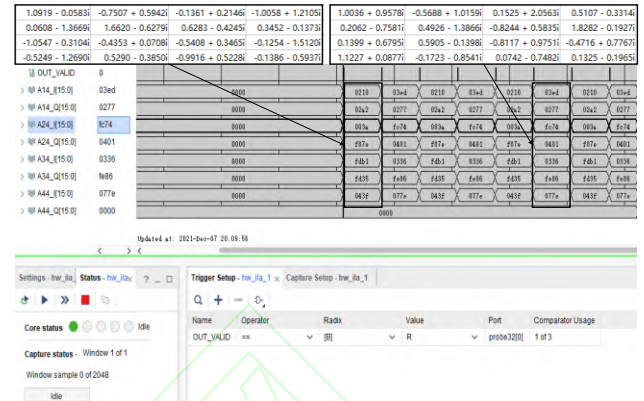 1.0919 - 0.0583i -0.7507 + 0.5942i -0.1361 + 0.2146i -1.0058 + 1.2105i
0.0608 - 1.3669i 1.6620 - 0.6279i 0.6283 - 0.4245i 0.3452 - 0.1373i
-1.0547 - 0.3104i -0.4353 + 0.0708i -0.5408 + 0.3465i -0.1254 - 1.5120i
-0.5249 - 1.2690i 0.5290 - 0.3850i -0.9916 + 0.5228i -0.1386 + 0.5937i
1.0036 + 0.9578i -0.5688 + 1.0159i 0.1525 + 2.0563i 0.5107 - 0.3314i
0.2062 - 0.7581i 0.4926 - 1.3866i -0.8244 + 0.5835i 1.8282 - 0.1927i
0.1399 + 0.6795i 0.5905 - 0.1398i -0.8117 + 0.9751i -0.4716 + 0.7767i
1.1227 + 0.0877i -0.1723 - 0.8541i 0.0742 - 0.7482i 0.1325 - 0.1965i
OUT_VALID 0
A14_I[15:0] 03ed 0000 0210 03ed 0210 03ed 0210 03ed 0210 03ed
A14_Q[15:0] 0277 0000 02a2 0277 02a2 0277 02a2 0277 02a2 0277
A24_I[15:0] fc74 0000 003a fc74 003a fc74 003a fc74 003a fc74
A24_Q[15:0] 0401 0000 f87e 0401 f87e 0401 f87e 0401 f87e 0401
A34_I[15:0] 0336 0000 fdb1 0336 fdb1 0336 fdb1 0336 fdb1 0336
A34_Q[15:0] fe86 0000 fd35 fe86 fd35 fe86 fd35 fe86 fd35 fe86
A44_I[15:0] 077e 0000 043f 077e 043f 077e 043f 077e 043f 077e
A44_Q[15:0] 0000 0000
Updated at: 2021-Dec-07 20:09:56
Settings - hw_ila_ Status - hw_ila ? _ □
Trigger Setup - hw_ila_1 × Capture Setup - hw_ila_1
Core status Idle
Capture status - Window 1 of 1
Window sample 0 of 2048
Idle
Name Operator Radix Value Port Comparator Usage
OUT_VALID == [B] R probe32[0] 1 of 3